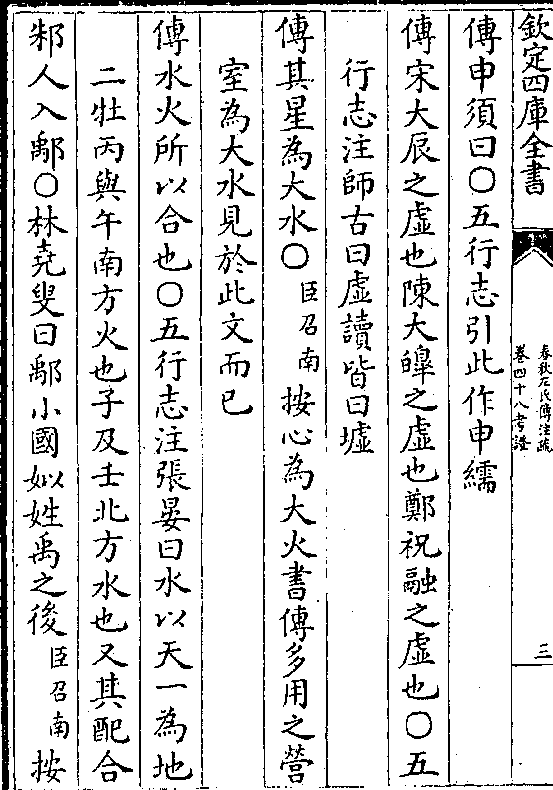 欽定四庫全書
春秋左氏傳注疏
卷四十八考證
三
傳申須曰○五行志引此作申繻
傳宋大辰之虛也陳大皡之虛也鄭祝融之虛也○五
行志注師古曰虛讀皆曰墟
傳其星為大水○臣召南按心為大火書傳多用之營
室為大水見於此文而已
傳水火所以合也○五行志注張晏曰水以天一為地
二牡丙與午南方火也子及壬北方水也又其配合
邾人入鄅○林堯叟曰鄅小國姒姓禹之後臣召南按